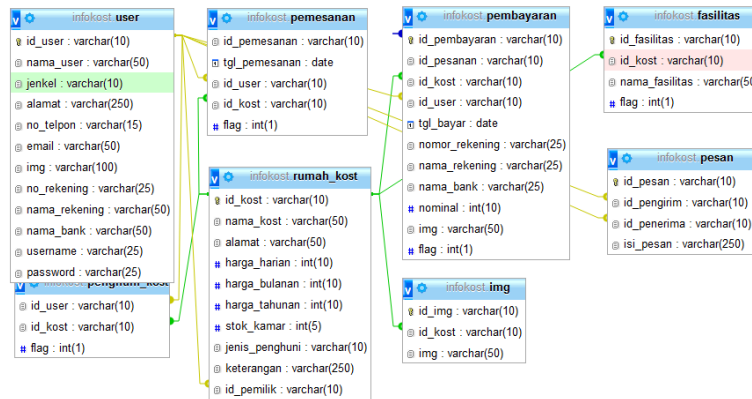 infokost user
id_user : varchar(10)
nama_user : varchar(50)
jenkel : varchar(10)
alamat : varchar(250)
no_telpon : varchar(15)
email : varchar(50)
img : varchar(100)
no_rekening : varchar(25)
nama_rekening : varchar(50)
nama_bank : varchar(50)
username : varchar(25)
password : varchar(25)
infokost penghuni_kost
id_user : varchar(10)
id_kost : varchar(10)
# flag : int(1)
infokost pemesanan
id_pemesanan : varchar(10)
tgl_pemesanan : date
id_user : varchar(10)
id_kost : varchar(10)
# flag : int(1)
infokost rumah_kost
id_kost : varchar(10)
nama_kost : varchar(50)
alamat : varchar(50)
# harga_harian : int(10)
# harga_bulanan : int(10)
# harga_tahunan : int(10)
# stok_kamar : int(5)
jenis_penghuni : varchar(10)
keterangan : varchar(250)
id_pemilik : varchar(10)
infokost pembayaran
id_pembayaran : varchar(10)
id_pesanan : varchar(10)
id_kost : varchar(10)
id_user : varchar(10)
tgl_bayar : date
nomor_rekening : varchar(25)
nama_rekening : varchar(25)
nama_bank : varchar(25)
# nominal : int(10)
img : varchar(50)
# flag : int(1)
infokost img
id_img : varchar(10)
id_kost : varchar(10)
img : varchar(50)
infokost fasilitas
id_fasilitas : varchar(10)
id_kost : varchar(10)
nama_fasilitas : varchar(50
# flag : int(1)
infokost pesan
id_pesan : varchar(10)
id_pengirim : varchar(10)
id_penerima : varchar(10)
isi_pesan : varchar(250)